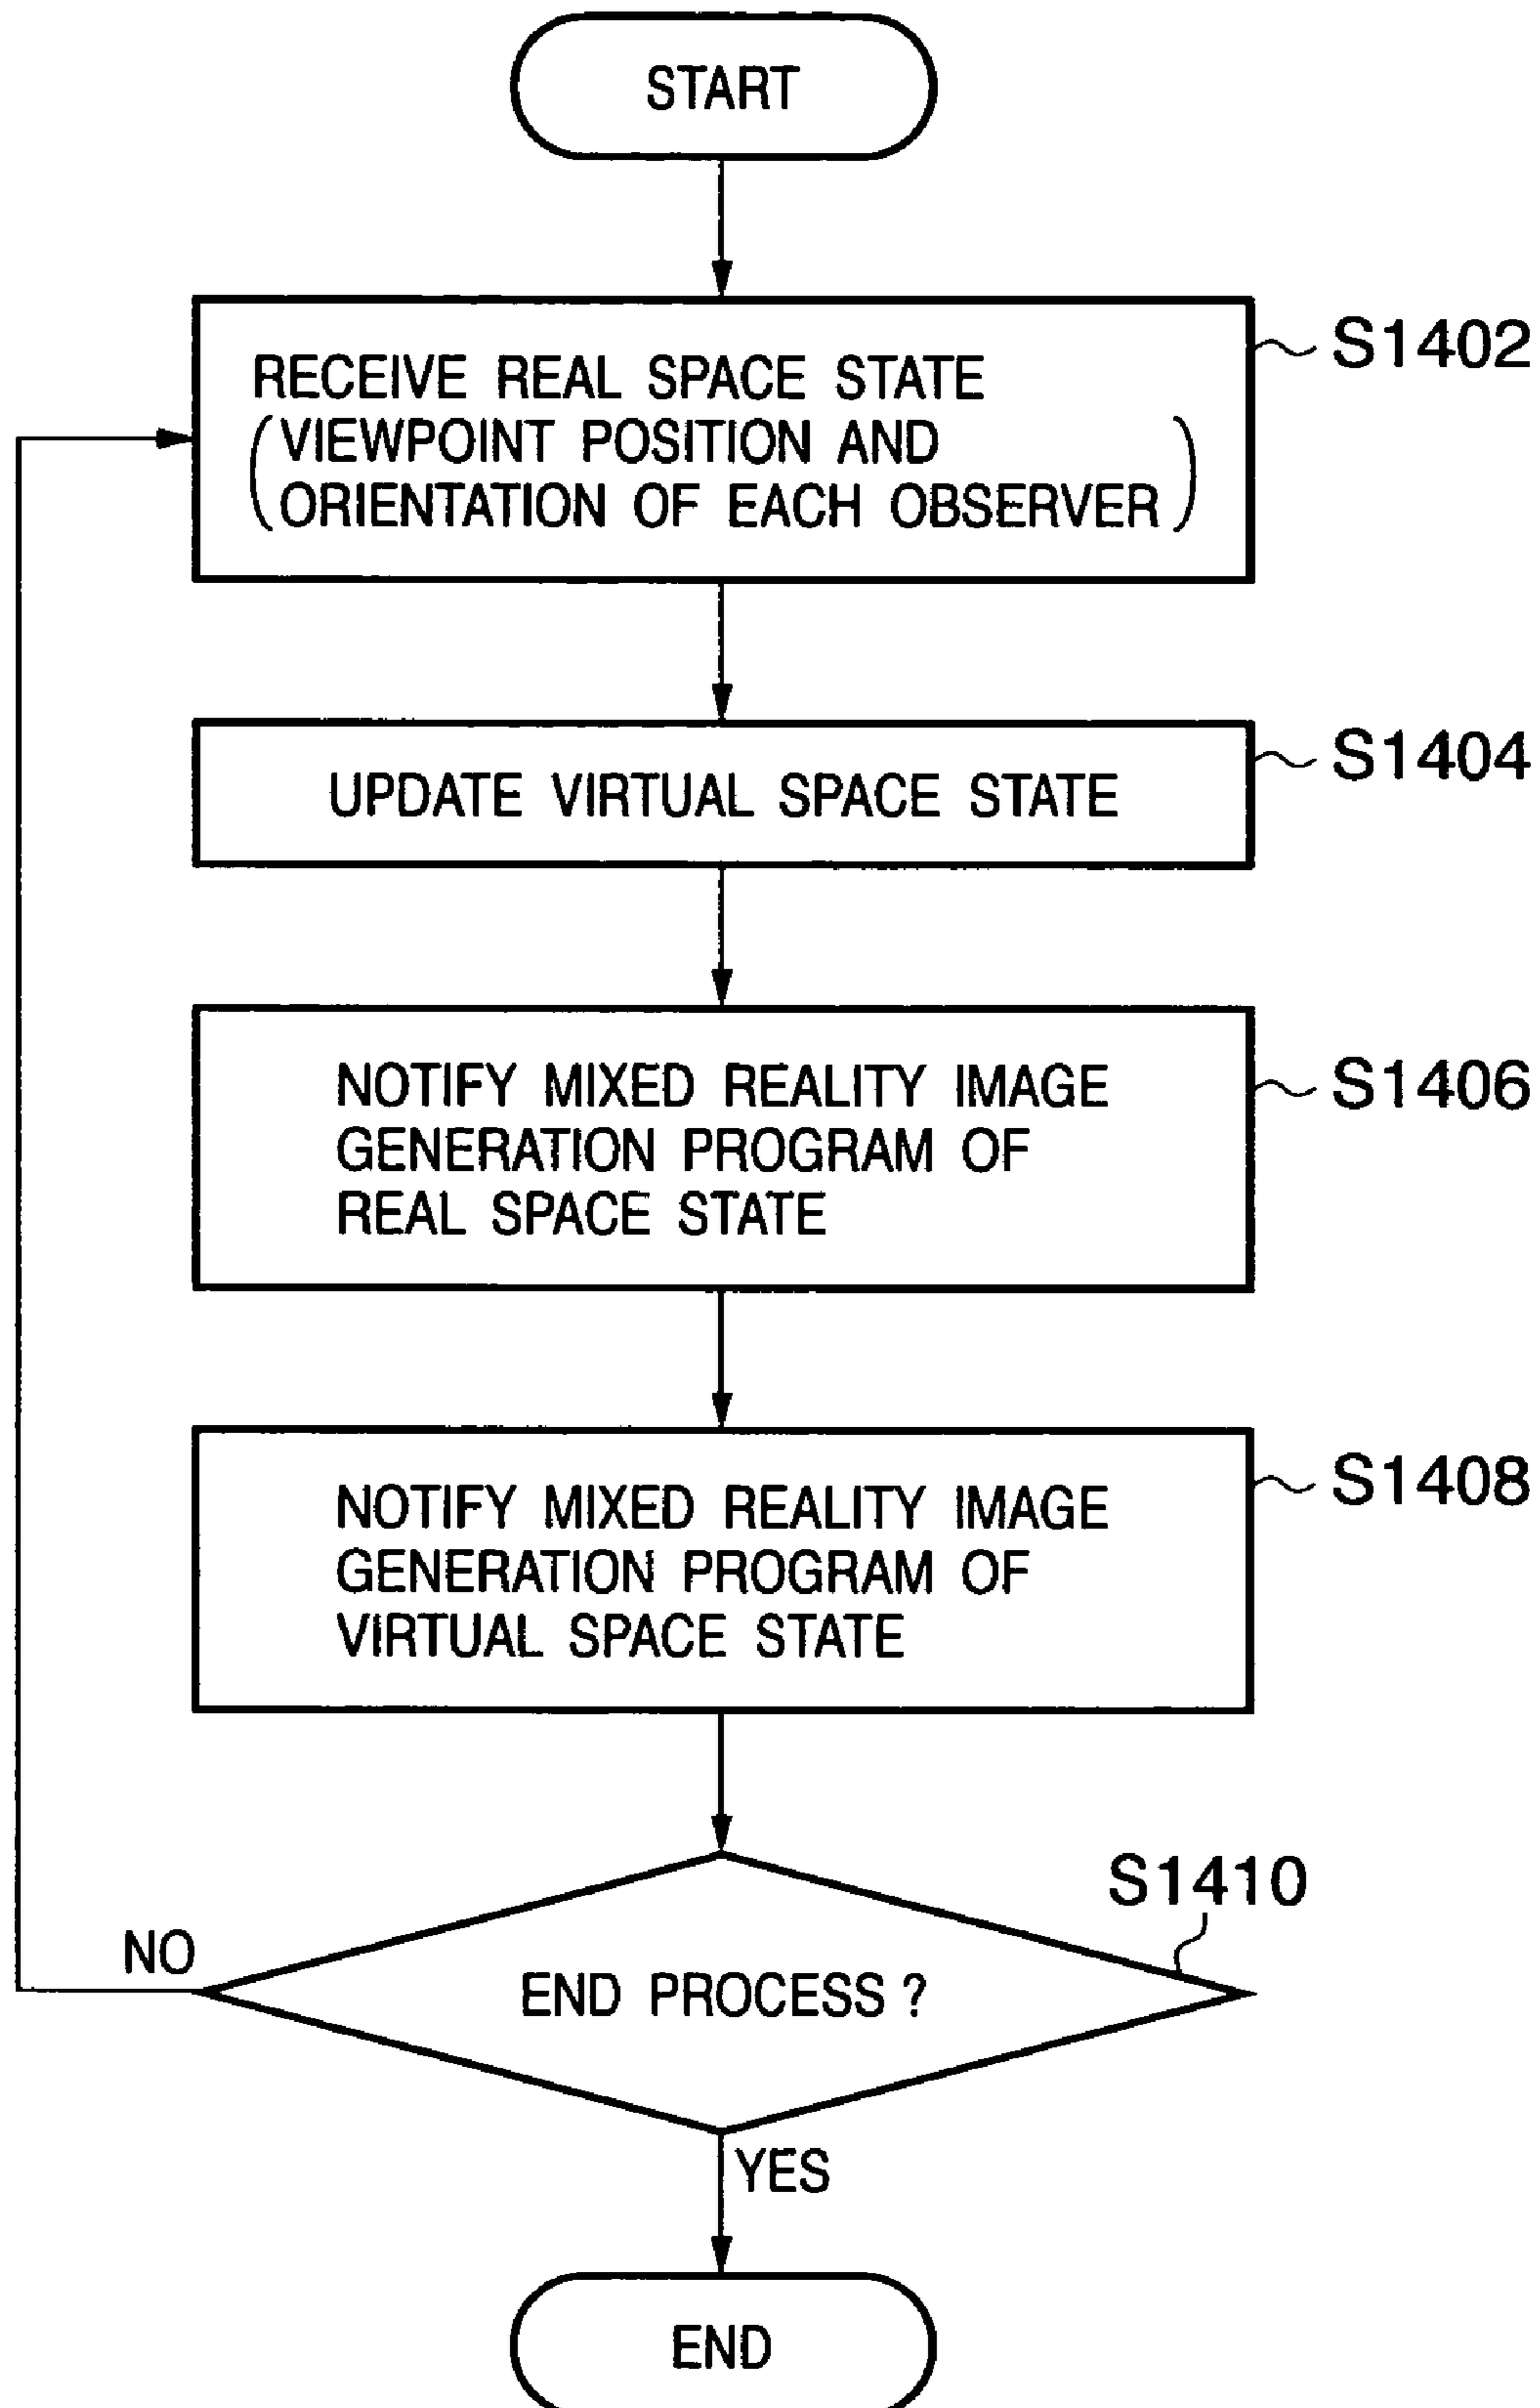 START
RECEIVE REAL SPACE STATE
(VIEWPOINT POSITION AND
ORIENTATION OF EACH OBSERVER)
S1402
UPDATE VIRTUAL SPACE STATE
S1404
NOTIFY MIXED REALITY IMAGE
GENERATION PROGRAM OF
REAL SPACE STATE
S1406
NOTIFY MIXED REALITY IMAGE
GENERATION PROGRAM OF
VIRTUAL SPACE STATE
S1408
S1410
NO
END PROCESS ?
YES
END